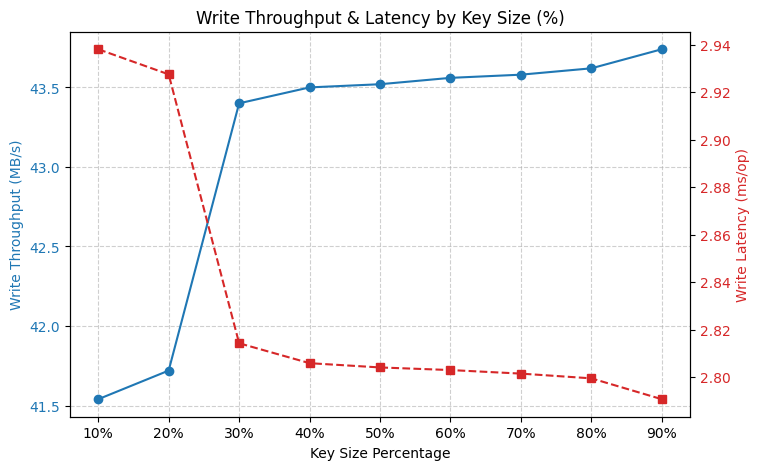 Write Throughput & Latency by Key Size (%)
Write Throughput (MB/s)
43.5
43.0
42.5
42.0
41.5
2.94
2.92
2.90
2.88
2.86
2.84
2.82
2.80
Write Latency (ms/op)
10% 20% 30% 40% 50% 60% 70% 80% 90%
Key Size Percentage